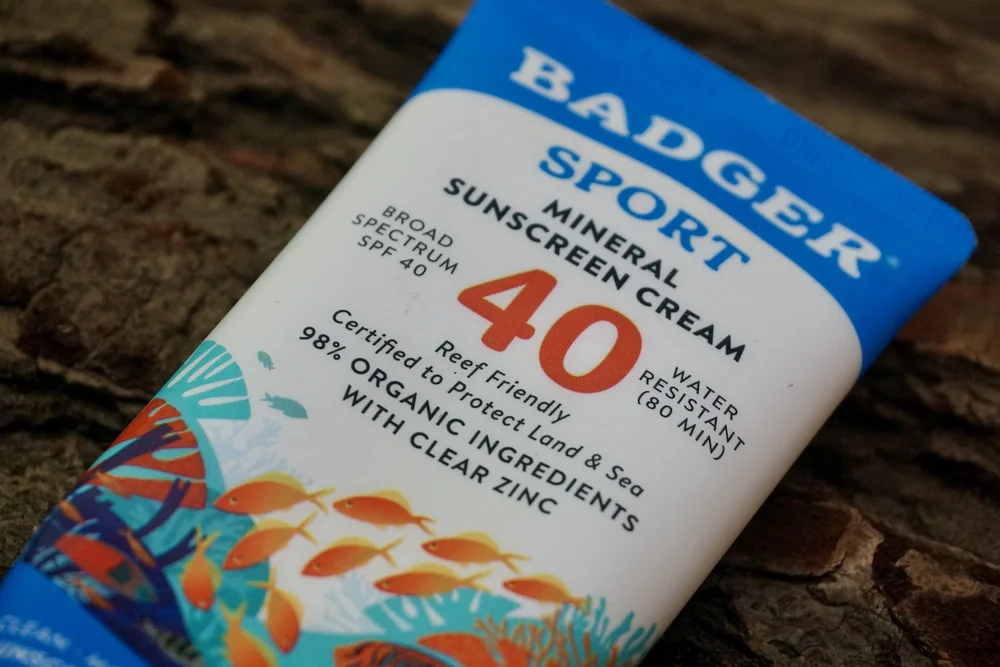 BADGER
SPORT
MINERAL
SUNSCREEN CREAM
BROAD
SPECTRUM
SPF 40
40
WATER
RESISTANT
(80 MIN)
Reef Friendly
Certified to Protect Land & Sea
98% ORGANIC INGREDIENTS
WITH CLEAR ZINC
CLEAN